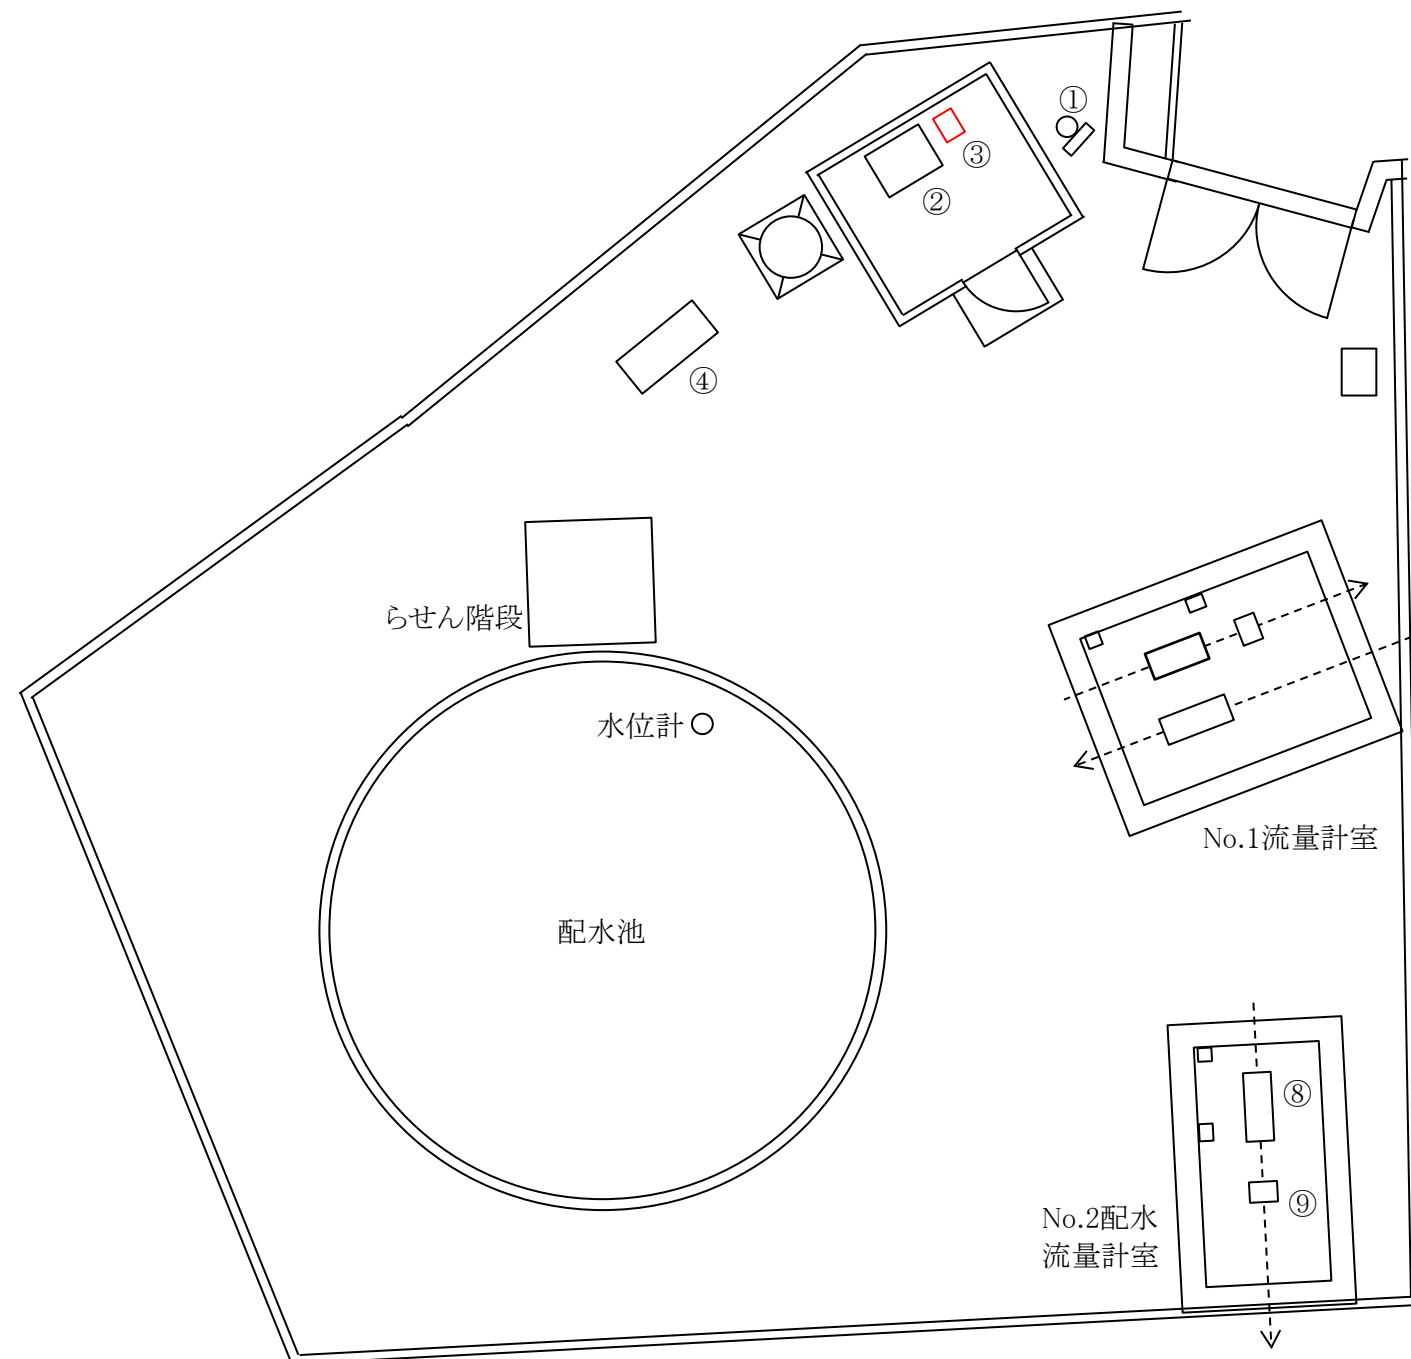 ①
③
②
④
らせん階段
水位計
No.1流量計室
配水池
⑧
⑨
No.2配水
流量計室